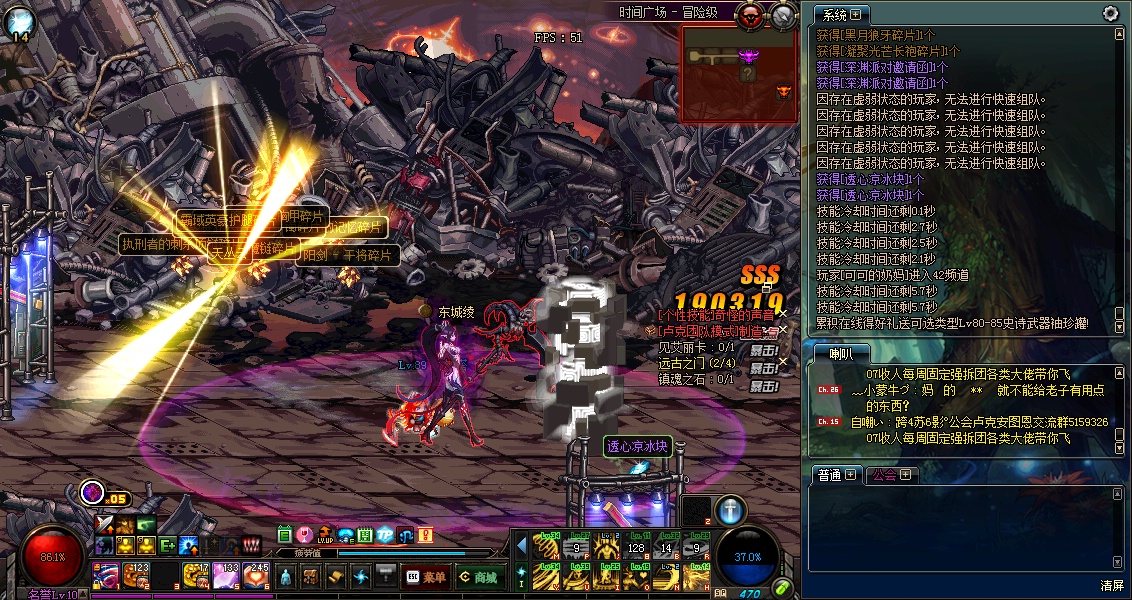 时间广场 - 冒险级
14
FPS : 51
?
执行者的刺
阳剑 - 干将碎片
东城绫
SSS
190319
[个性技能]奇怪的声音
[卢克团队模式]制造
见艾丽卡 : 0/1
远古之门 (2/4)
镇魂之石 : 0/1
暴击!
暴击!
暴击!
透心凉冰块
x05
86.1%
疲劳值
ESC 菜单
商城
37.0%
470
名誉Lv10
系统
获得[黑月狼牙碎片]1个
获得[凝聚光芒长袍碎片]1个
获得[深渊派对邀请函]1个
获得[深渊派对邀请函]1个
因存在虚弱状态的玩家，无法进行快速组队。
因存在虚弱状态的玩家，无法进行快速组队。
因存在虚弱状态的玩家，无法进行快速组队。
因存在虚弱状态的玩家，无法进行快速组队。
因存在虚弱状态的玩家，无法进行快速组队。
获得[透心凉冰块]1个
获得[透心凉冰块]1个
技能冷却时间还剩0.1秒
技能冷却时间还剩2.7秒
技能冷却时间还剩2.5秒
技能冷却时间还剩2.1秒
玩家[可可的奶妈]进入42频道
技能冷却时间还剩5.7秒
技能冷却时间还剩5.7秒
累积在线得好礼送可选类型Lv80-85史诗武器袖珍罐!
喇叭
07收人每周固定强拆团各类大佬带你飞
Ch. 26 小蒙牛 : 妈 的 ** 就不能给老子有用点
的东西?
Ch. 15 自嘲 : 跨4苏6影°公会卢克安图恩交流群5159326
07收人每周固定强拆团各类大佬带你飞
普通 公会
清屏